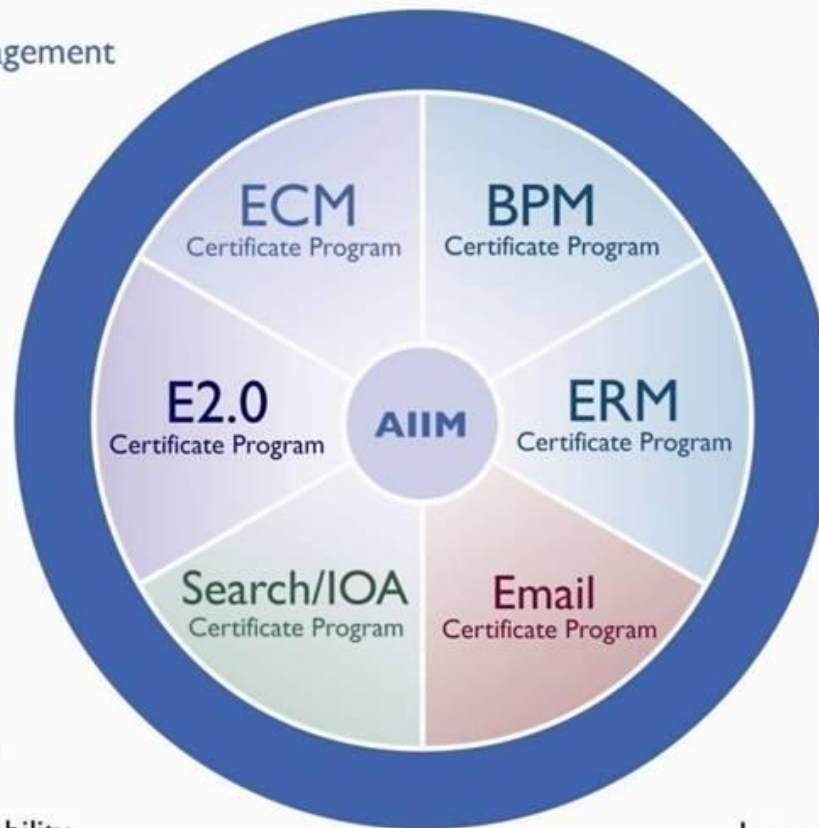 ECM
Certificate Program
BPM
Certificate Program
E2.0
Certificate Program
AIIM
ERM
Certificate Program
Search/IOA
Certificate Program
Email
Certificate Program